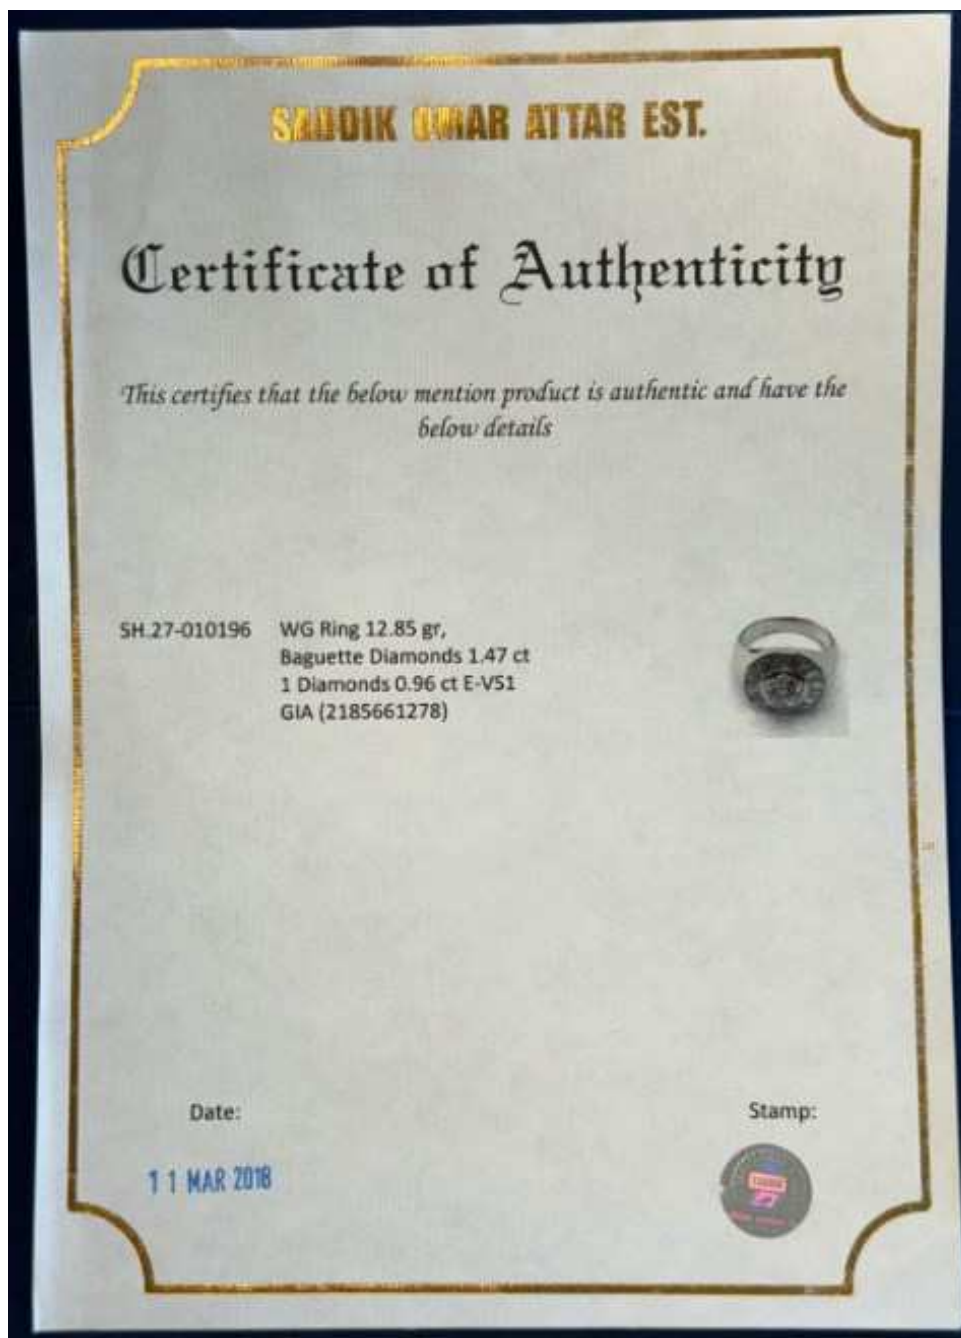 SADDIK OMAR ATTAR EST.
Certificate of Authenticity
This certifies that the below mention product is authentic and have the
below details
SH.27-010196 WG Ring 12.85 gr,
Baguette Diamonds 1.47 ct
1 Diamonds 0.96 ct E-VS1
GIA (2185661278)
Date: Stamp:
11 MAR 2018